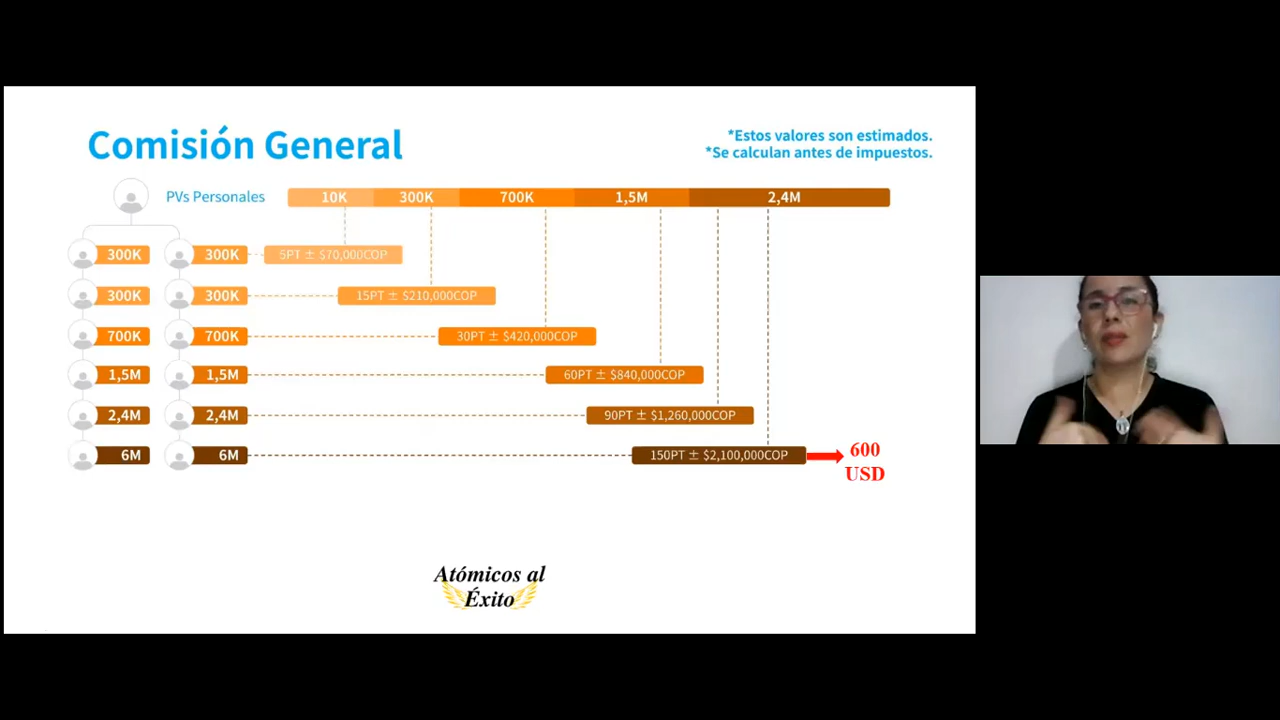 Comisión General
*Estos valores son estimados.
*Se calculan antes de impuestos.
PVs Personales
10K 300K 700K 1,5M 2,4M
300K 300K 5PT ± $70,000COP
300K 300K 15PT ± $210,000COP
700K 700K 30PT ± $420,000COP
1,5M 1,5M 60PT ± $840,000COP
2,4M 2,4M 90PT ± $1,260,000COP
6M 6M 150PT ± $2,100,000COP
600
USD
Atómicos al
Éxito